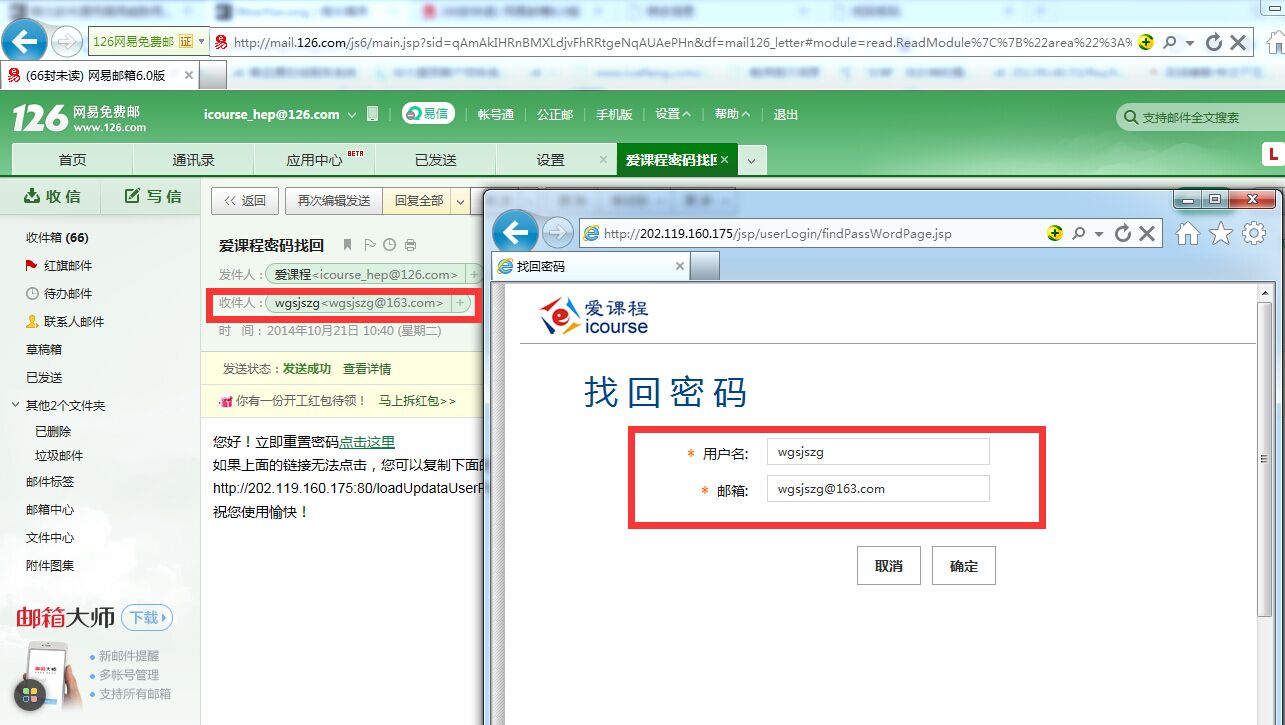 126网易免费邮 证
http://mail.126.com/js6/main.jsp?sid=qAmAkIHRnBMXLdjvFhRRtgeNqAUAePHn&df=mail126_letter#module=read.ReadModule%7C%7B%22area%22%3A%
(66封未读) 网易邮箱6.0版
126 网易免费邮
www.126.com
icourse_hep@126.com
易信
帐号通
公正邮
手机版
设置
帮助
退出
支持邮件全文搜索
首页
通讯录
应用中心 BETA
已发送
设置
爱课程密码找回
L
收 信
写 信
<< 返回
再次编辑发送
回复全部
收件箱 (66)
红旗邮件
待办邮件
联系人邮件
草稿箱
已发送
其他2个文件夹
已删除
垃圾邮件
邮件标签
邮箱中心
文件中心
附件图集
邮箱大师 下载
新邮件提醒
多帐号管理
支持所有邮箱
邮箱大师
爱课程密码找回
发件人：爱课程<icourse_hep@126.com> +
收件人：wgsjszg<wgsjszg@163.com> +
时 间：2014年10月21日 10:40 (星期二)
发送状态：发送成功 查看详情
你有一份开工红包待领！ 马上拆红包>>
您好！立即重置密码点击这里
如果上面的链接无法点击，您可以复制下面的
http://202.119.160.175:80/loadUpdataUserP
祝您使用愉快！
http://202.119.160.175/jsp/userLogin/findPassWordPage.jsp
找回密码
爱课程
icourse
找回密码
* 用户名: wgsjszg
* 邮箱: wgsjszg@163.com
取消
确定